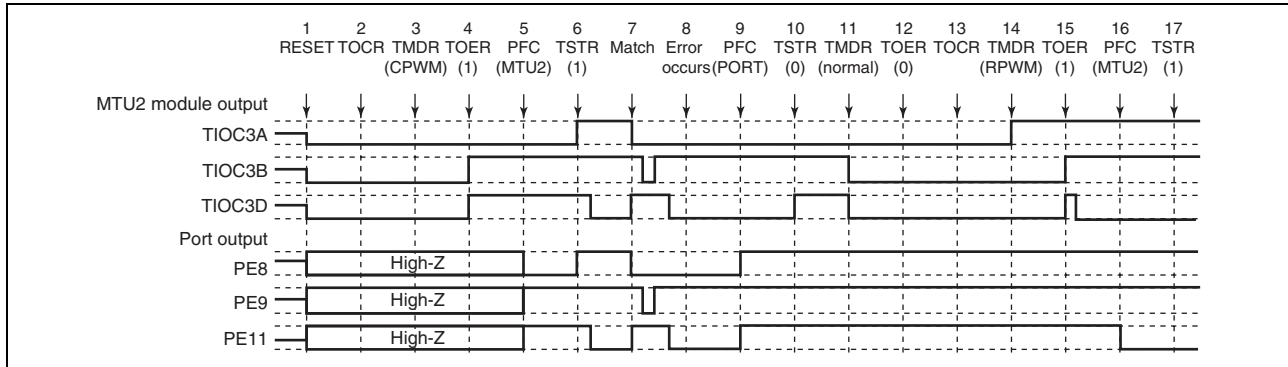 1 2 3 4 5 6 7 8 9 10 11 12 13 14 15 16 17
RESET TOCR TMDR TOER PFC TSTR Match Error PFC TSTR TMDR TOER TOCR TMDR TOER PFC TSTR
(CPWM) (1) (MTU2) (1) occurs (PORT) (0) (normal) (0) (RPWM) (1) (MTU2) (1)
MTU2 module output
TIOC3A
TIOC3B
TIOC3D
Port output
PE8 High-Z
PE9 High-Z
PE11 High-Z